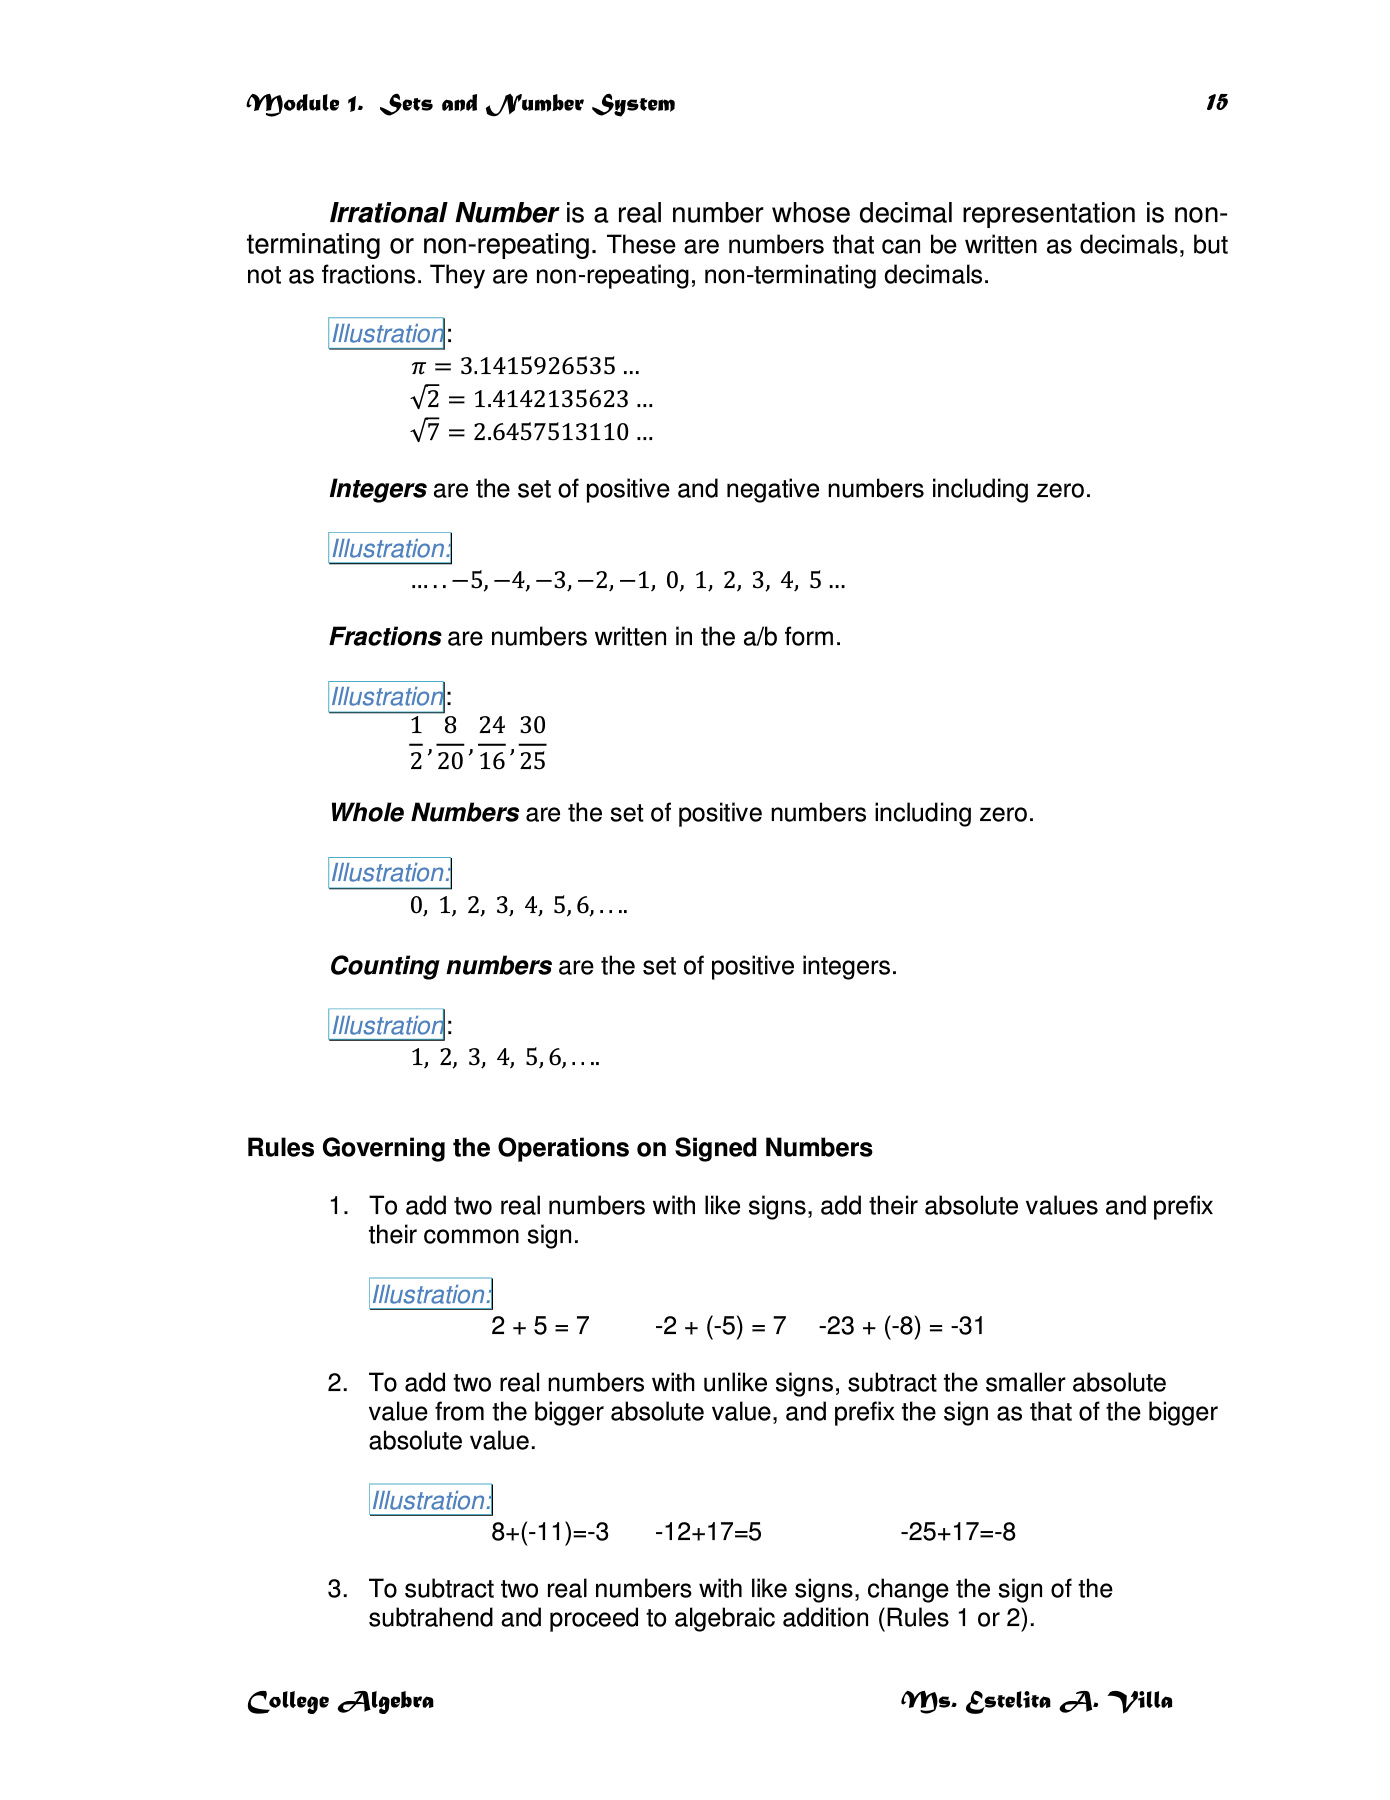 Module 1. Sets and Number System 15
Irrational Number is a real number whose decimal representation is non-
terminating or non-repeating. These are numbers that can be written as decimals, but
not as fractions. They are non-repeating, non-terminating decimals.
Illustration:
π = 3.1415926535 …
√2 = 1.4142135623 …
√7 = 2.6457513110 …
Integers are the set of positive and negative numbers including zero.
Illustration:
… . . −5, −4, −3, −2, −1, 0, 1, 2, 3, 4, 5 …
Fractions are numbers written in the a/b form.
Illustration:
1/2, 8/20, 24/16, 30/25
Whole Numbers are the set of positive numbers including zero.
Illustration:
0, 1, 2, 3, 4, 5, 6, . . ..
Counting numbers are the set of positive integers.
Illustration:
1, 2, 3, 4, 5, 6, . . ..
Rules Governing the Operations on Signed Numbers
1. To add two real numbers with like signs, add their absolute values and prefix
their common sign.
Illustration:
2 + 5 = 7 -2 + (-5) = 7 -23 + (-8) = -31
2. To add two real numbers with unlike signs, subtract the smaller absolute
value from the bigger absolute value, and prefix the sign as that of the bigger
absolute value.
Illustration:
8+(-11)=-3 -12+17=5 -25+17=-8
3. To subtract two real numbers with like signs, change the sign of the
subtrahend and proceed to algebraic addition (Rules 1 or 2).
College Algebra Ms. Estelita A. Villa